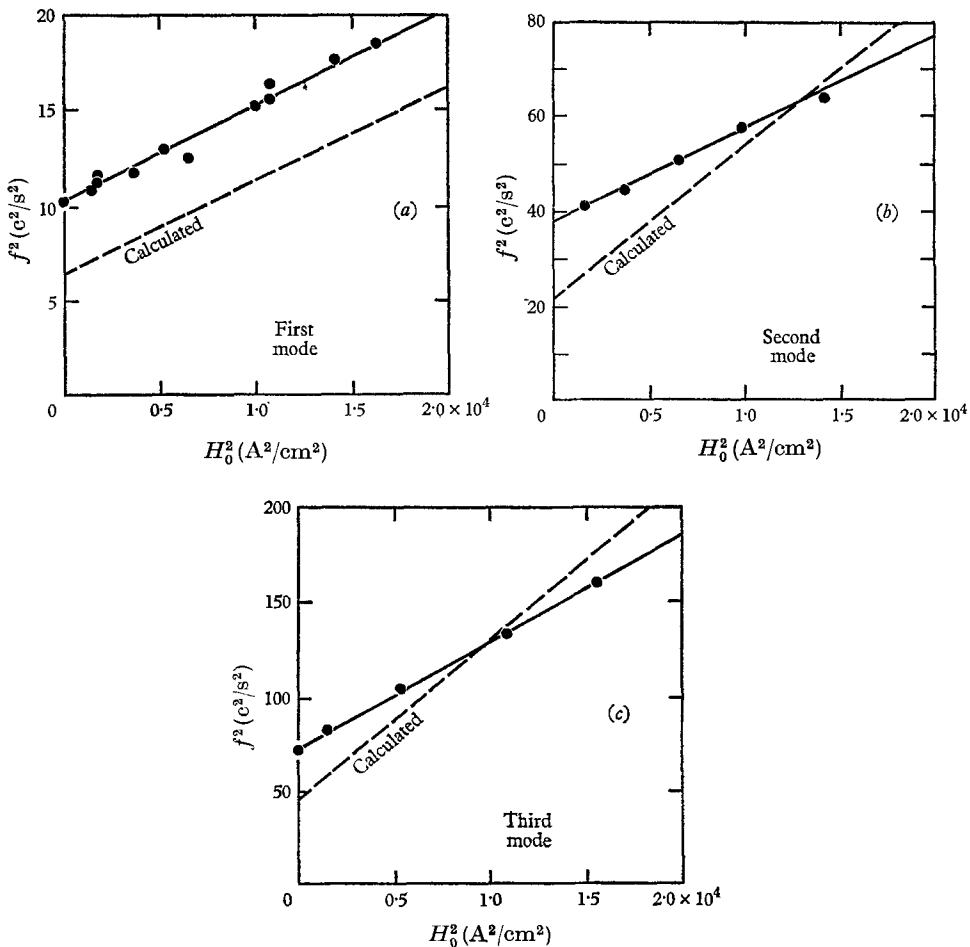 20
15
10
5
f² (c²/s²)
Calculated
(a)
First
mode
0 0·5 1·0 1·5 2·0 × 10⁴
H₀² (A²/cm²)
80
60
40
20
f² (c²/s²)
Calculated
(b)
Second
mode
0 0·5 1·0 1·5 2·0 × 10⁴
H₀² (A²/cm²)
200
150
100
50
f² (c²/s²)
Calculated
(c)
Third
mode
0 0·5 1·0 1·5 2·0 × 10⁴
H₀² (A²/cm²)